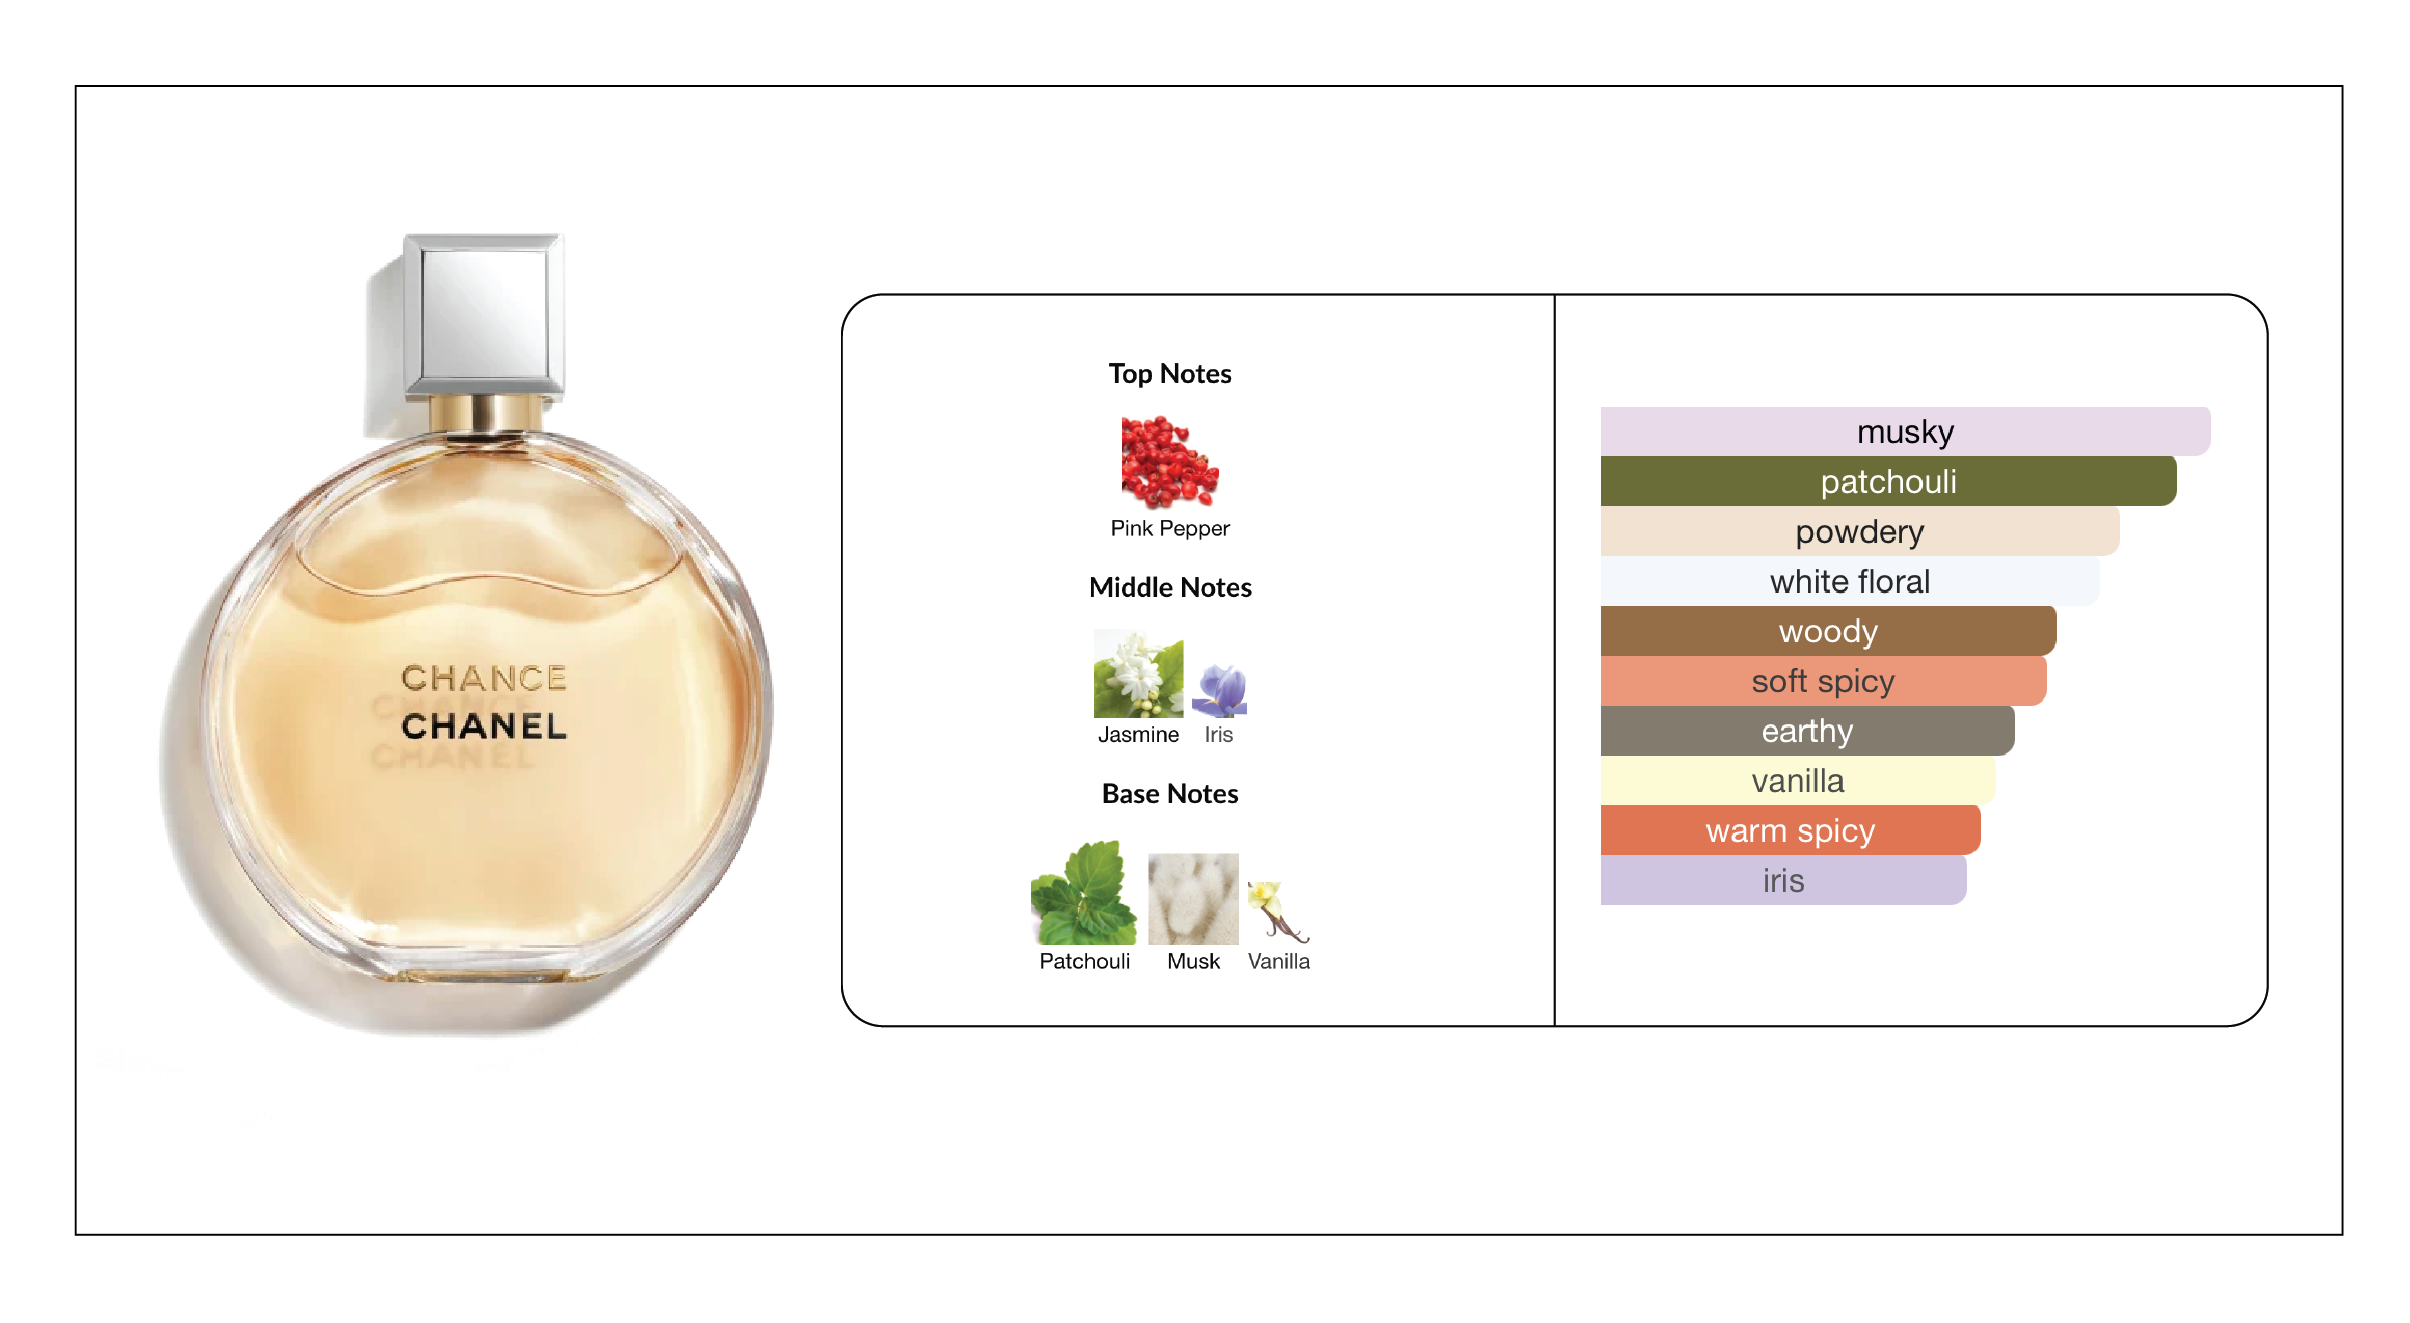 CHANCE
CHANEL
Top Notes
Pink Pepper
Middle Notes
Jasmine Iris
Base Notes
Patchouli Musk Vanilla
musky
patchouli
powdery
white floral
woody
soft spicy
earthy
vanilla
warm spicy
iris